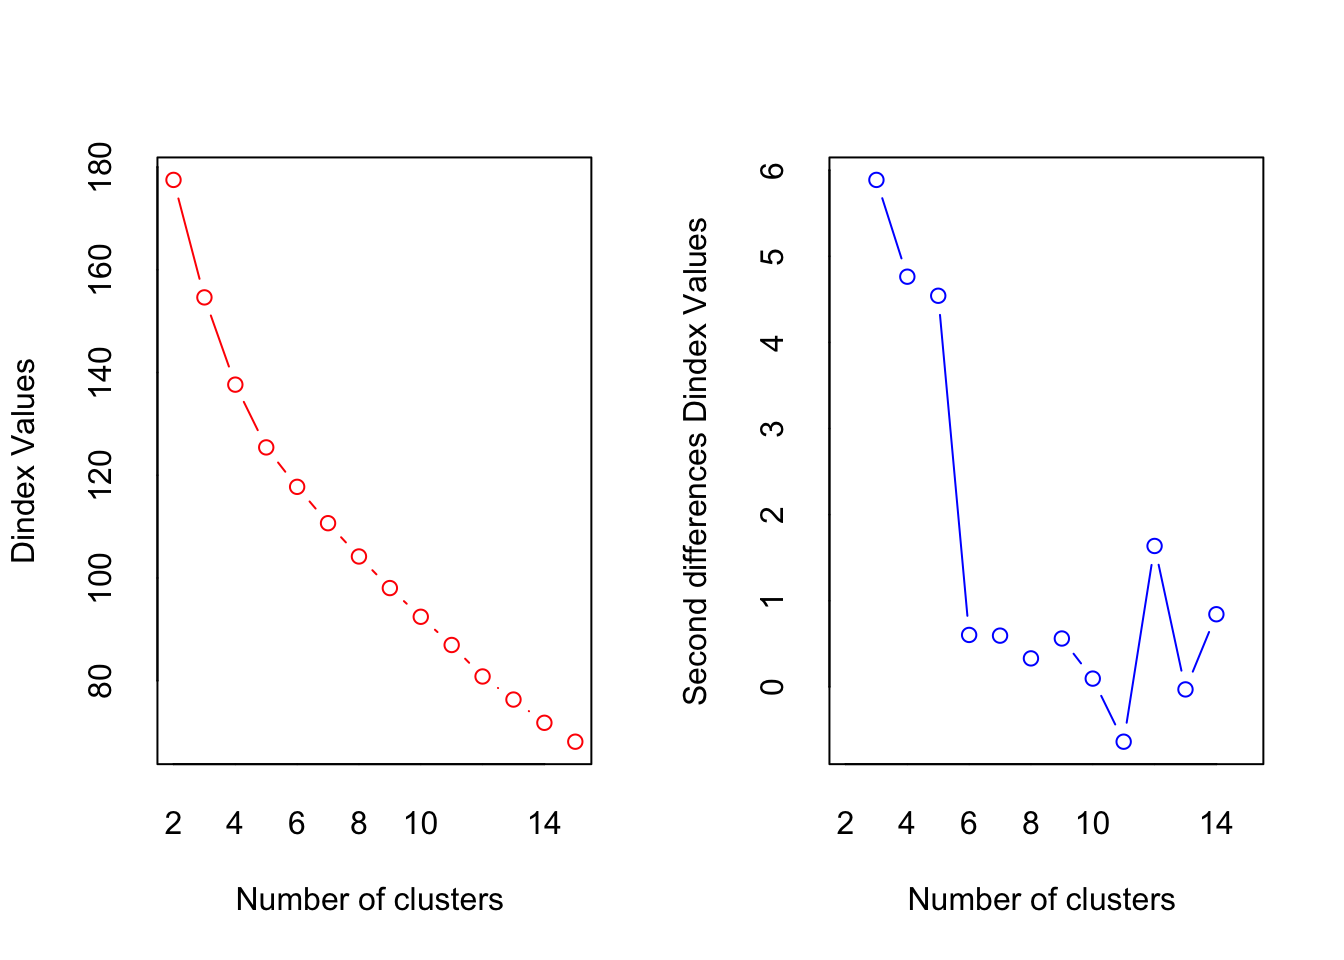 Dindex Values
180
160
140
120
100
80
2 4 6 8 10 14
Number of clusters
Second differences Dindex Values
6
5
4
3
2
1
0
2 4 6 8 10 14
Number of clusters